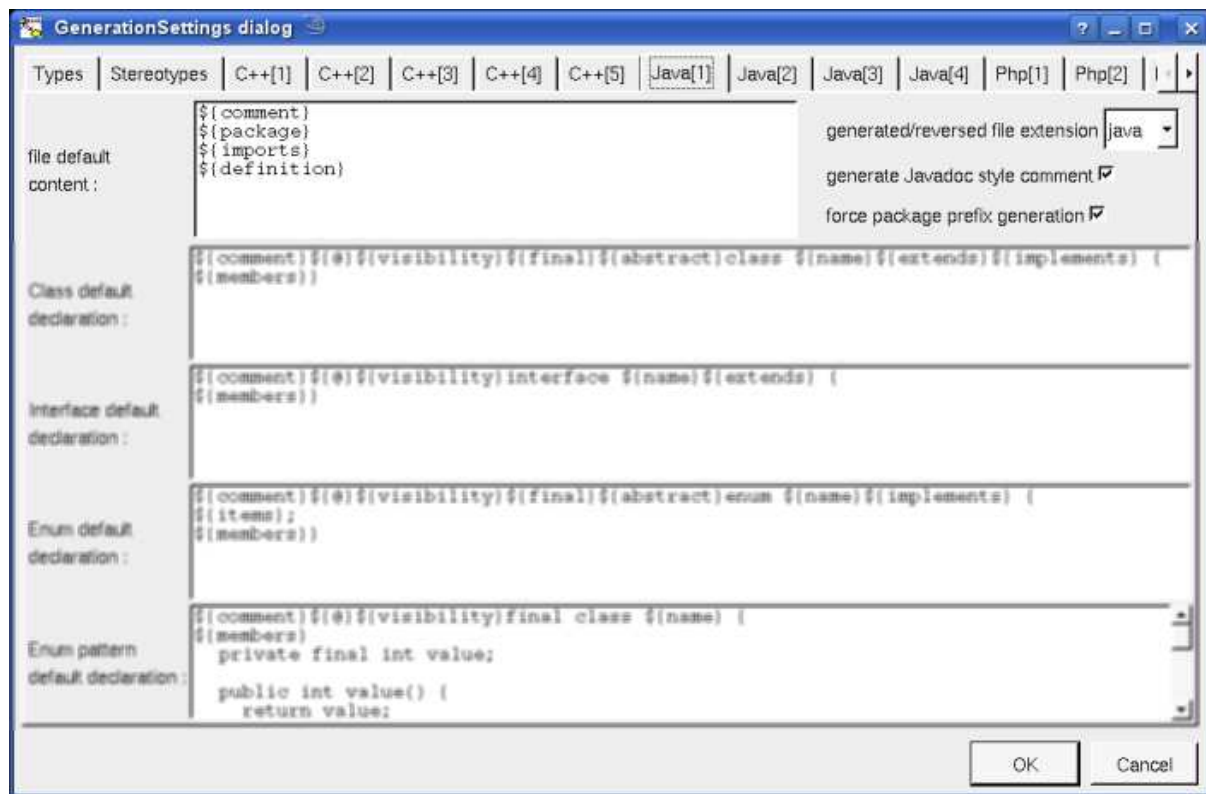 GenerationSettings dialog
Types Stereotypes C++[1] C++[2] C++[3] C++[4] C++[5] Java[1] Java[2] Java[3] Java[4] Php[1] Php[2]
file default
content :
${comment}
${package}
${imports}
${definition}
generated/reversed file extension java
generate Javadoc style comment
force package prefix generation
Class default
declaration :
${comment}${@}${visibility}${final}${abstract}class ${name}${extends}${implements} {
${members}}
Interface default
declaration :
${comment}${@}${visibility}interface ${name}${extends} {
${members}}
Enum default
declaration :
${comment}${@}${visibility}${final}${abstract}enum ${name}${implements} {
${items};
${members}}
Enum pattern
default declaration :
${comment}${@}${visibility}final class ${name} {
${members}
private final int value;
public int value() {
return value;
OK Cancel